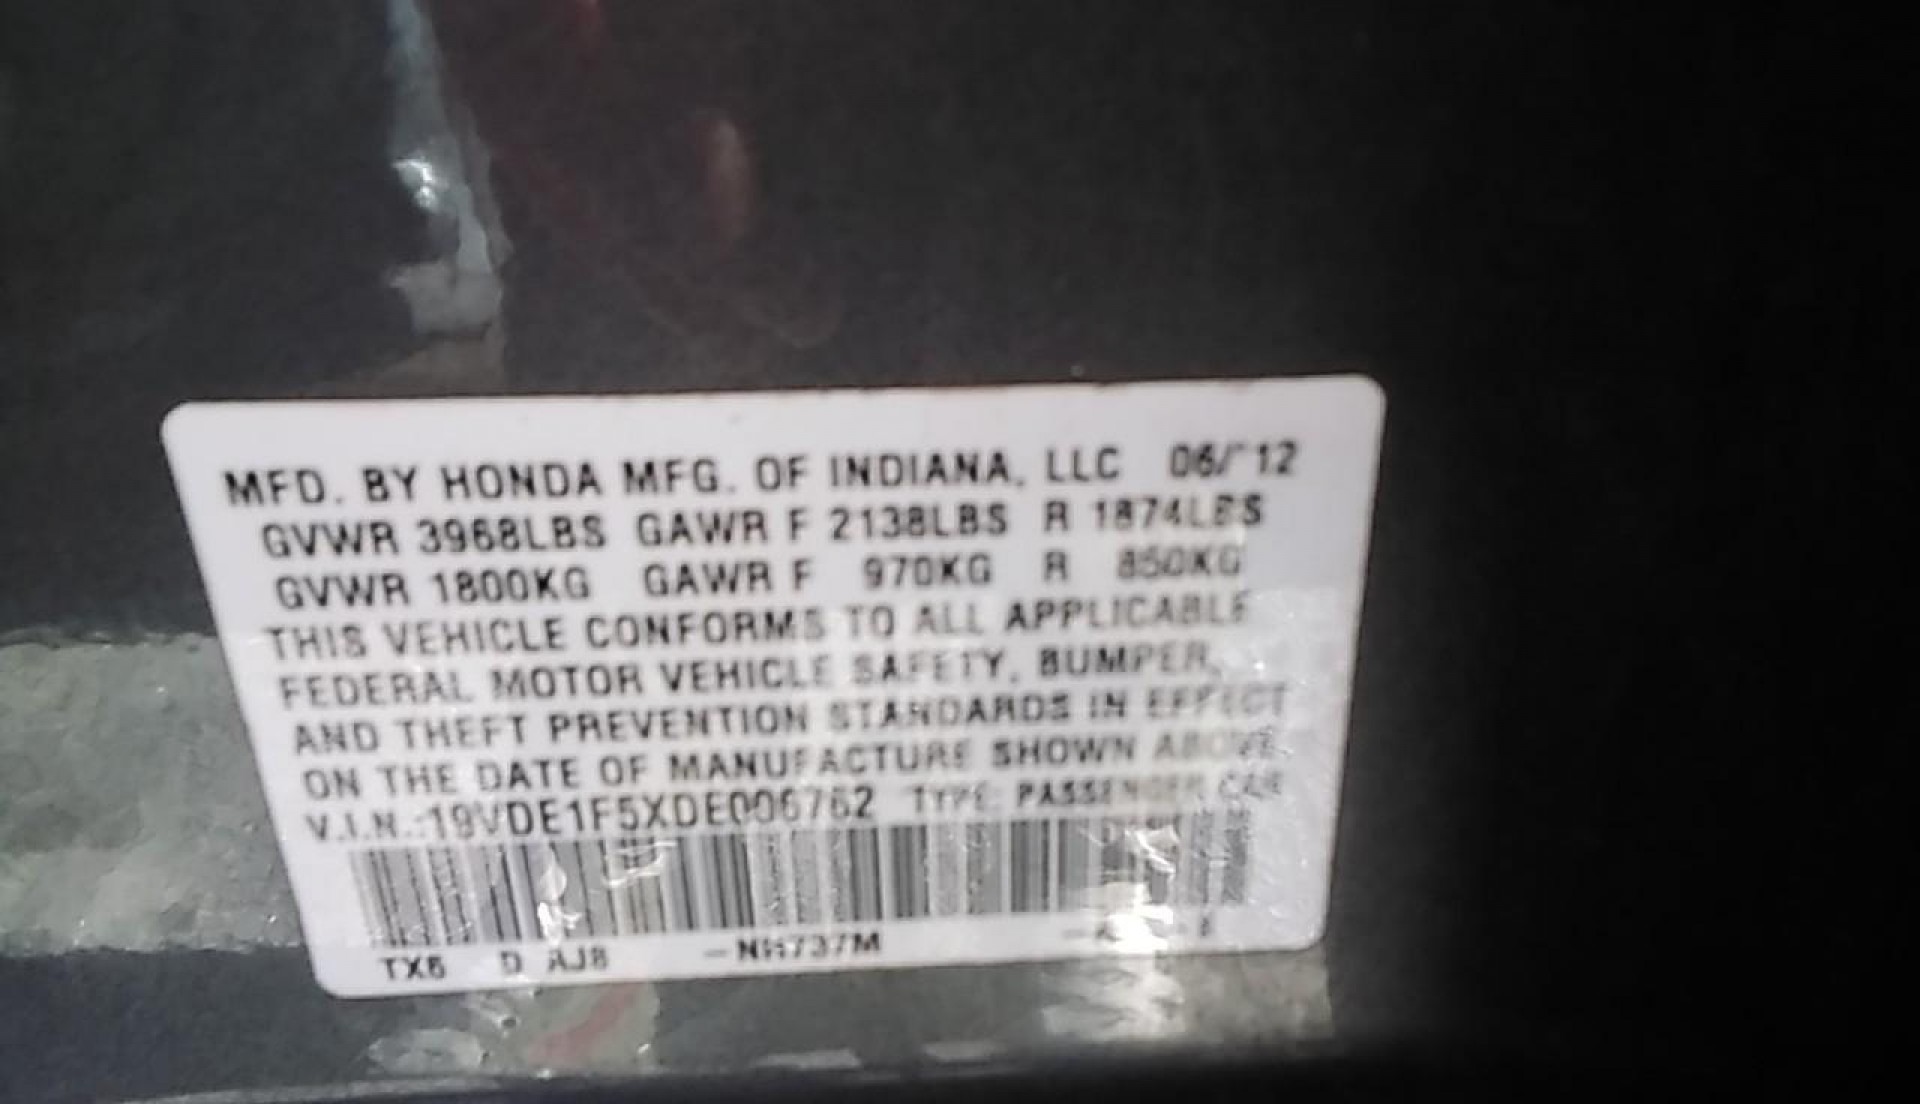 MFD. BY HONDA MFG. OF INDIANA, LLC 06/12
GVWR 3968LBS GAWR F 2138LBS R 1874LBS
GVWR 1800KG GAWR F 970KG R 850KG
THIS VEHICLE CONFORMS TO ALL APPLICABLE
FEDERAL MOTOR VEHICLE SAFETY, BUMPER,
AND THEFT PREVENTION STANDARDS IN EFFECT
ON THE DATE OF MANUFACTURE SHOWN ABOVE.
V.I.N.:19VDE1F5XDE006762 TYPE: PASSENGER CAR
TX6 D AJ8 -NH737M